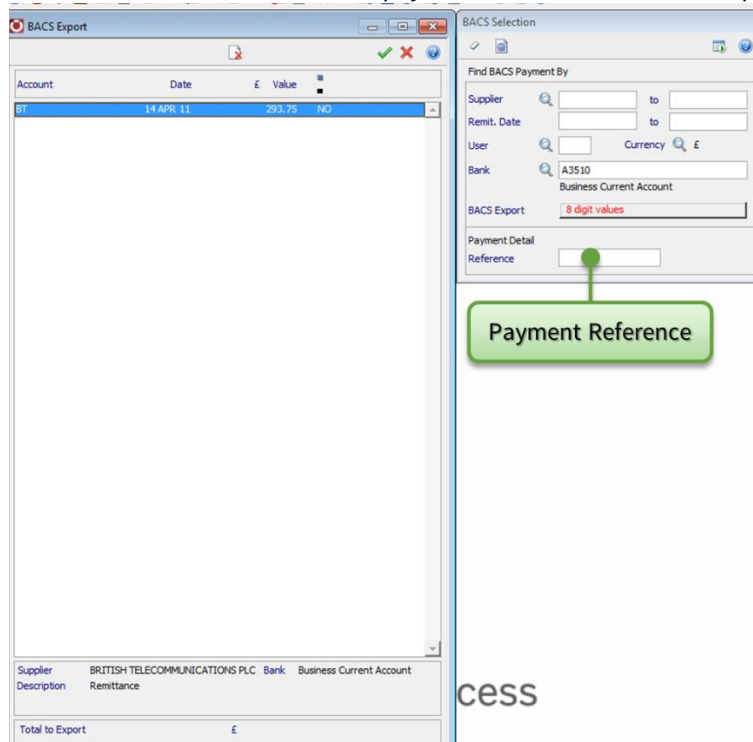 BACS Export
Account Date £ Value
BT 14 APR 11 293.75 NO
Supplier BRITISH TELECOMMUNICATIONS PLC Bank Business Current Account
Description Remittance
Total to Export £
BACS Selection
Find BACS Payment By
Supplier to
Remit. Date to
User Currency £
Bank A3510
Business Current Account
BACS Export 8 digit values
Payment Detail
Reference
Payment Reference
cess